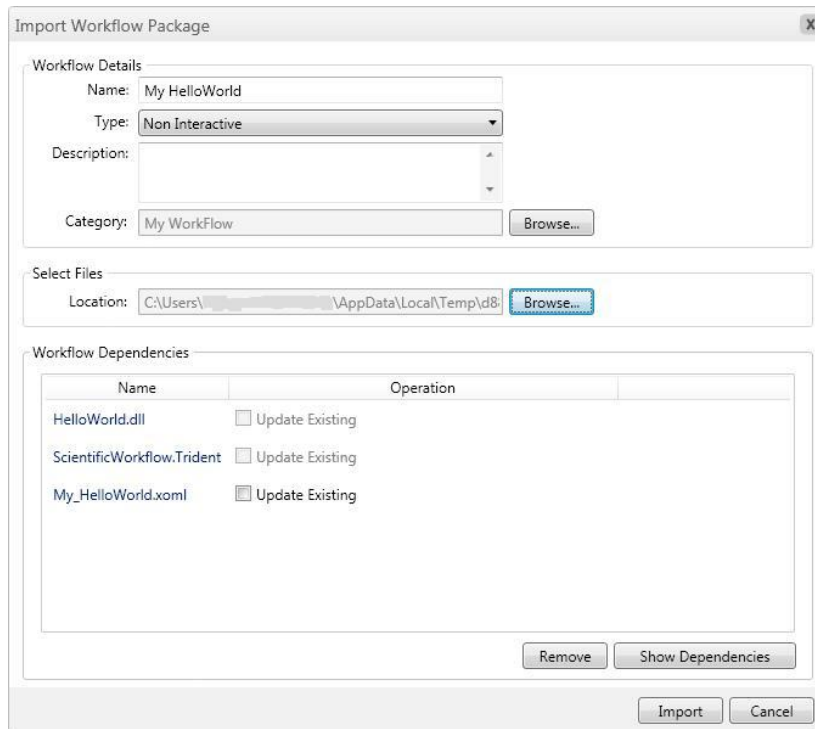 Import Workflow Package
X
Workflow Details
Name: My HelloWorld
Type: Non Interactive
Description:
Category: My WorkFlow Browse...
Select Files
Location: C:\Users\ \AppData\Local\Temp\d8 Browse...
Workflow Dependencies
Name Operation
HelloWorld.dll Update Existing
ScientificWorkflow.Trident Update Existing
My_HelloWorld.xoml Update Existing
Remove Show Dependencies
Import Cancel